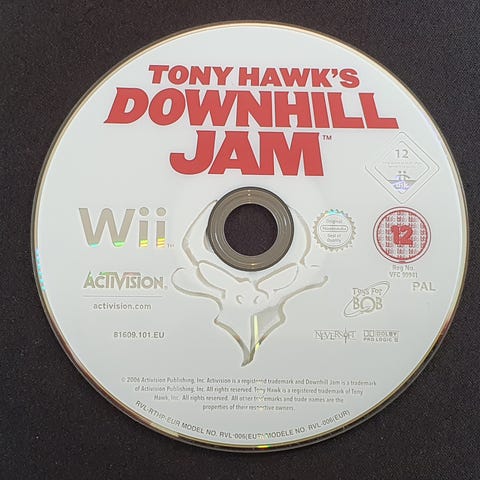 TONY HAWK'S
DOWNHILL
JAM™
12
Wii™
Original
Nintendo
Seal of
Quality
12
Reg No.
VFC 99941
PAL
ACTIVISION
activision.com
TOYS FOR
BOB
81609.101.EU
NEVERSOFT
DOLBY
PRO LOGIC II
© 2006 Activision Publishing, Inc. Activision is a registered trademark and Downhill Jam is a trademark
of Activision Publishing, Inc. All rights reserved. Tony Hawk is a registered trademark of Tony
Hawk, Inc. All rights reserved. All other trademarks and trade names are the
properties of their respective owners.
RVL-RTHP-EUR MODEL NO. RVL-006(EUR) MODELE NO. RVL-006(EUR)